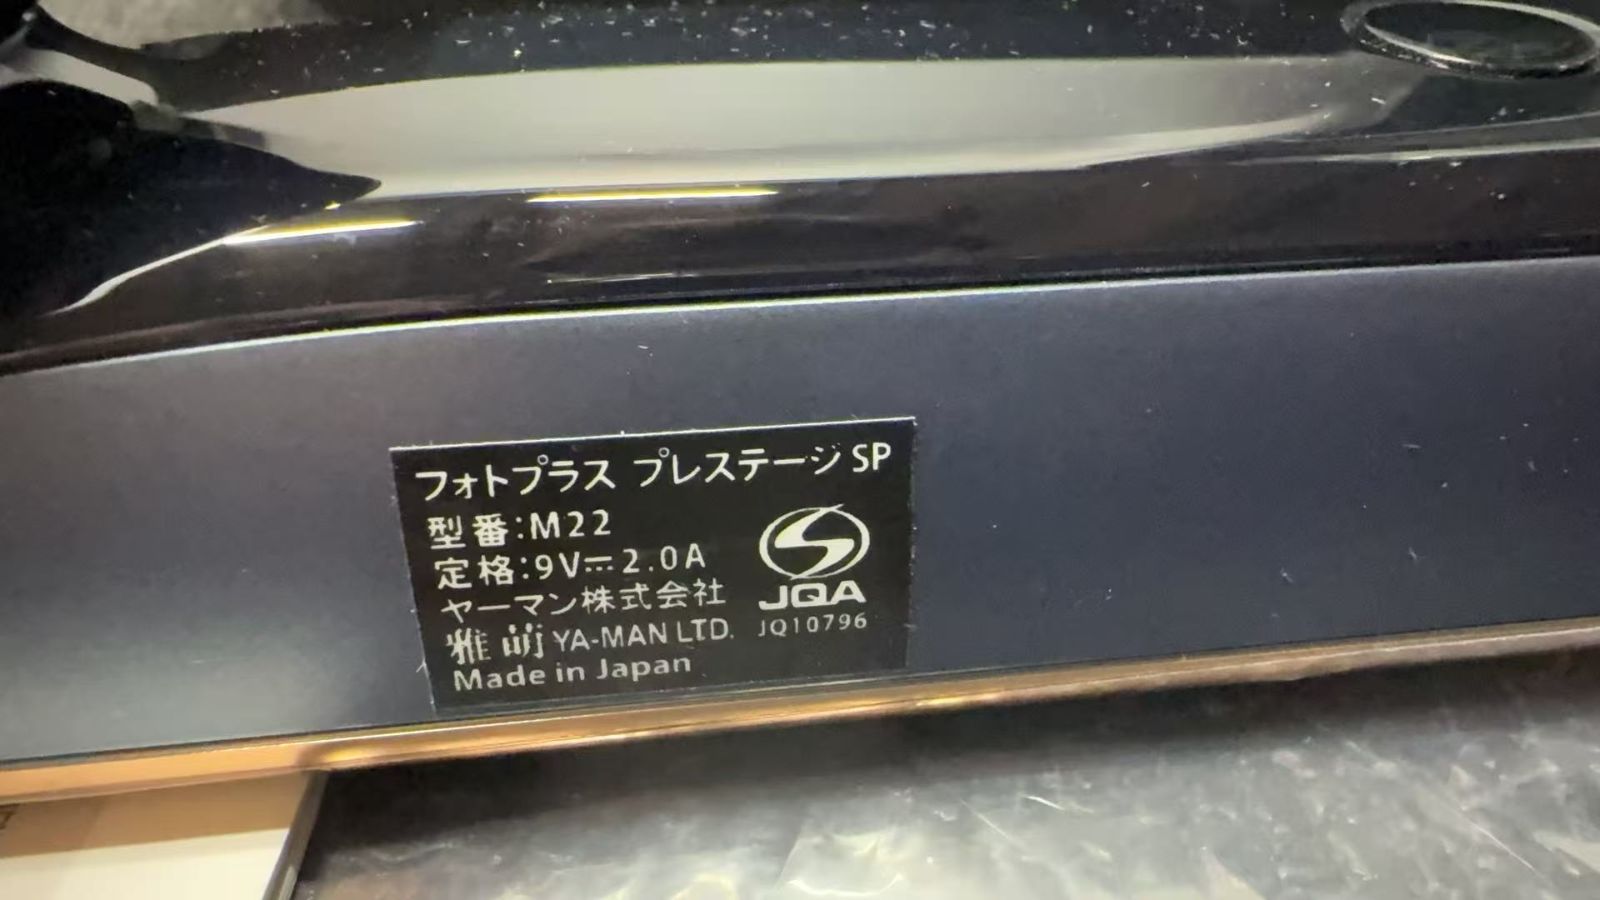 フォトプラス プレステージ SP
型番:M22
定格:9V⎓2.0A
ヤーマン株式会社
雅萌 YA-MAN LTD.
Made in Japan
JQA
JQ10796